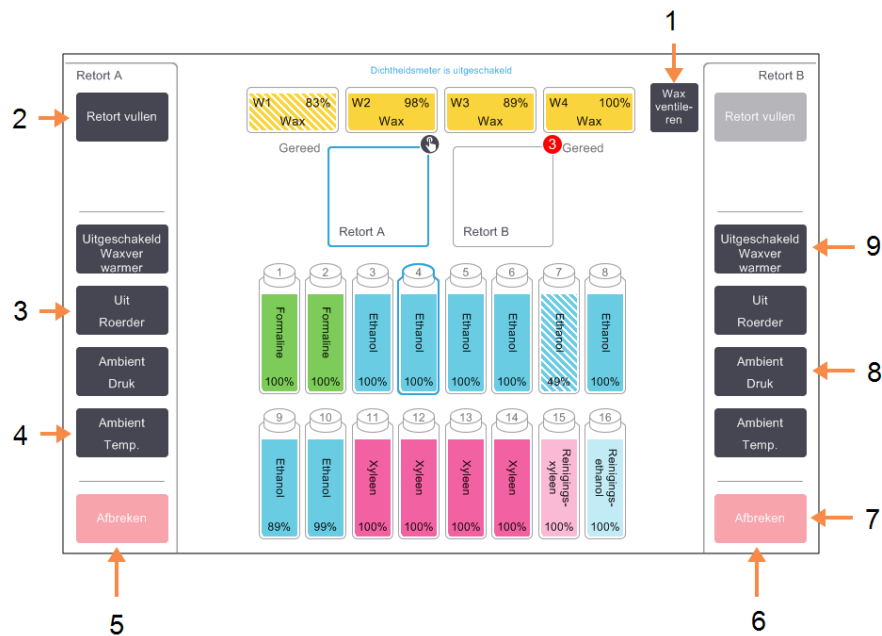 1
Retort A
Dichtheidsmeter is uitgeschakeld
Retort B
2
Retort vullen
W1 83%
Wax
W2 98%
Wax
W3 89%
Wax
W4 100%
Wax
Wax
ventile-
ren
Retort vullen
Gereed
3
Gereed
Retort A
Retort B
Uitgeschakeld
Waxver
warmer
Uitgeschakeld
Waxver
warmer
9
3
Uit
Roerder
Uit
Roerder
1 2 3 4 5 6 7 8
Formaline Formaline Ethanol Ethanol Ethanol Ethanol Ethanol Ethanol
100% 100% 100% 100% 100% 100% 49% 100%
Ambient
Druk
Ambient
Druk
8
4
Ambient
Temp.
Ambient
Temp.
9 10 11 12 13 14 15 16
Ethanol Ethanol Xyleen Xyleen Xyleen Xyleen Reinigings-
xyleen
Reinigings-
ethanol
89% 99% 100% 100% 100% 100% 100% 100%
Afbreken
Afbreken
7
5
6